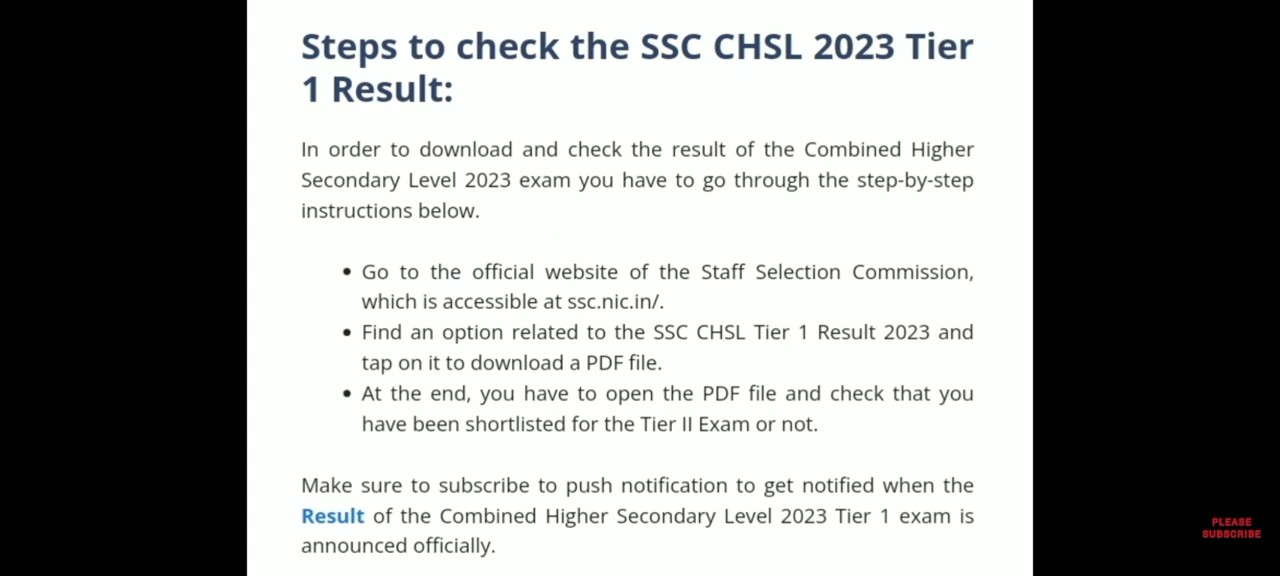 Steps to check the SSC CHSL 2023 Tier
1 Result:
In order to download and check the result of the Combined Higher
Secondary Level 2023 exam you have to go through the step-by-step
instructions below.
• Go to the official website of the Staff Selection Commission,
which is accessible at ssc.nic.in/.
• Find an option related to the SSC CHSL Tier 1 Result 2023 and
tap on it to download a PDF file.
• At the end, you have to open the PDF file and check that you
have been shortlisted for the Tier II Exam or not.
Make sure to subscribe to push notification to get notified when the
Result of the Combined Higher Secondary Level 2023 Tier 1 exam is
announced officially.
PLEASE
SUBSCRIBE